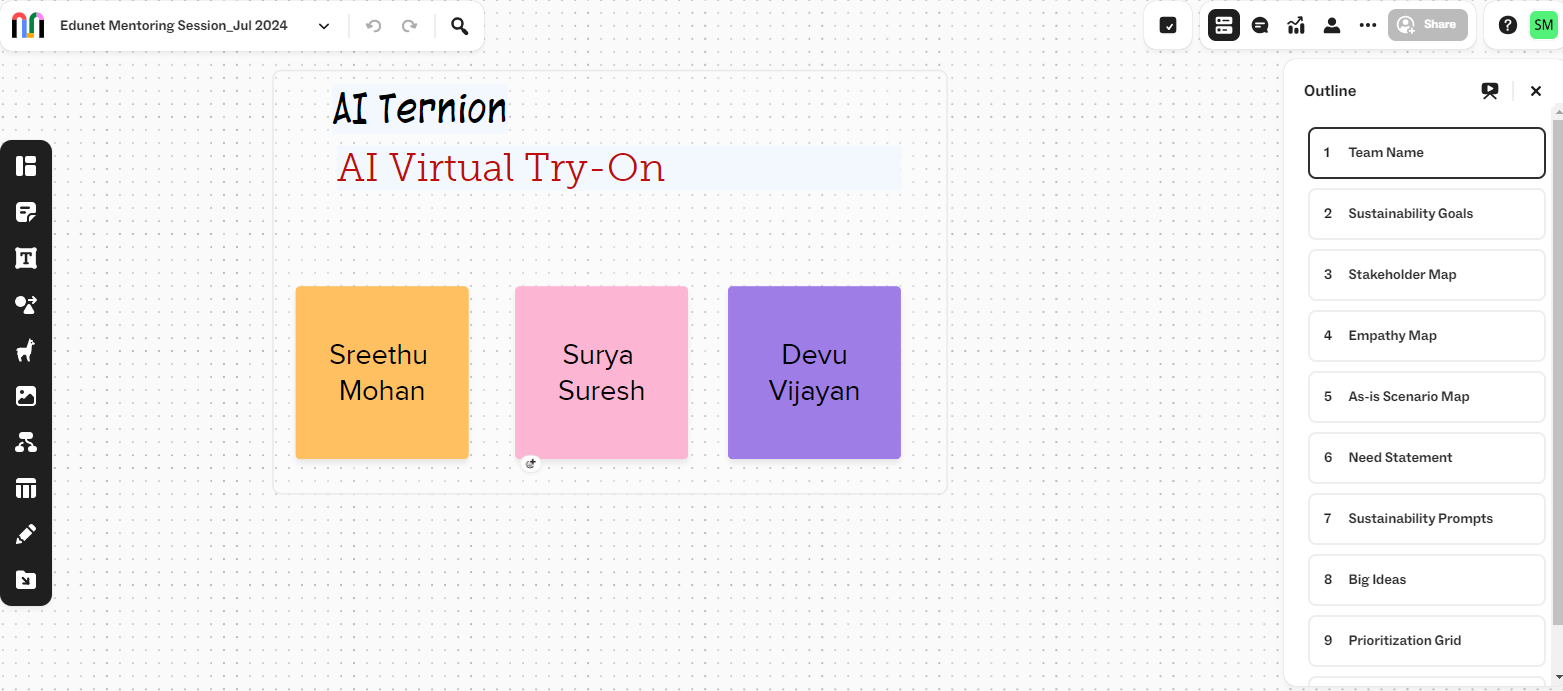 Edunet Mentoring Session_Jul 2024
Share
SM
AI Ternion
AI Virtual Try-On
Sreethu
Mohan
Surya
Suresh
Devu
Vijayan
Outline
1 Team Name
2 Sustainability Goals
3 Stakeholder Map
4 Empathy Map
5 As-is Scenario Map
6 Need Statement
7 Sustainability Prompts
8 Big Ideas
9 Prioritization Grid